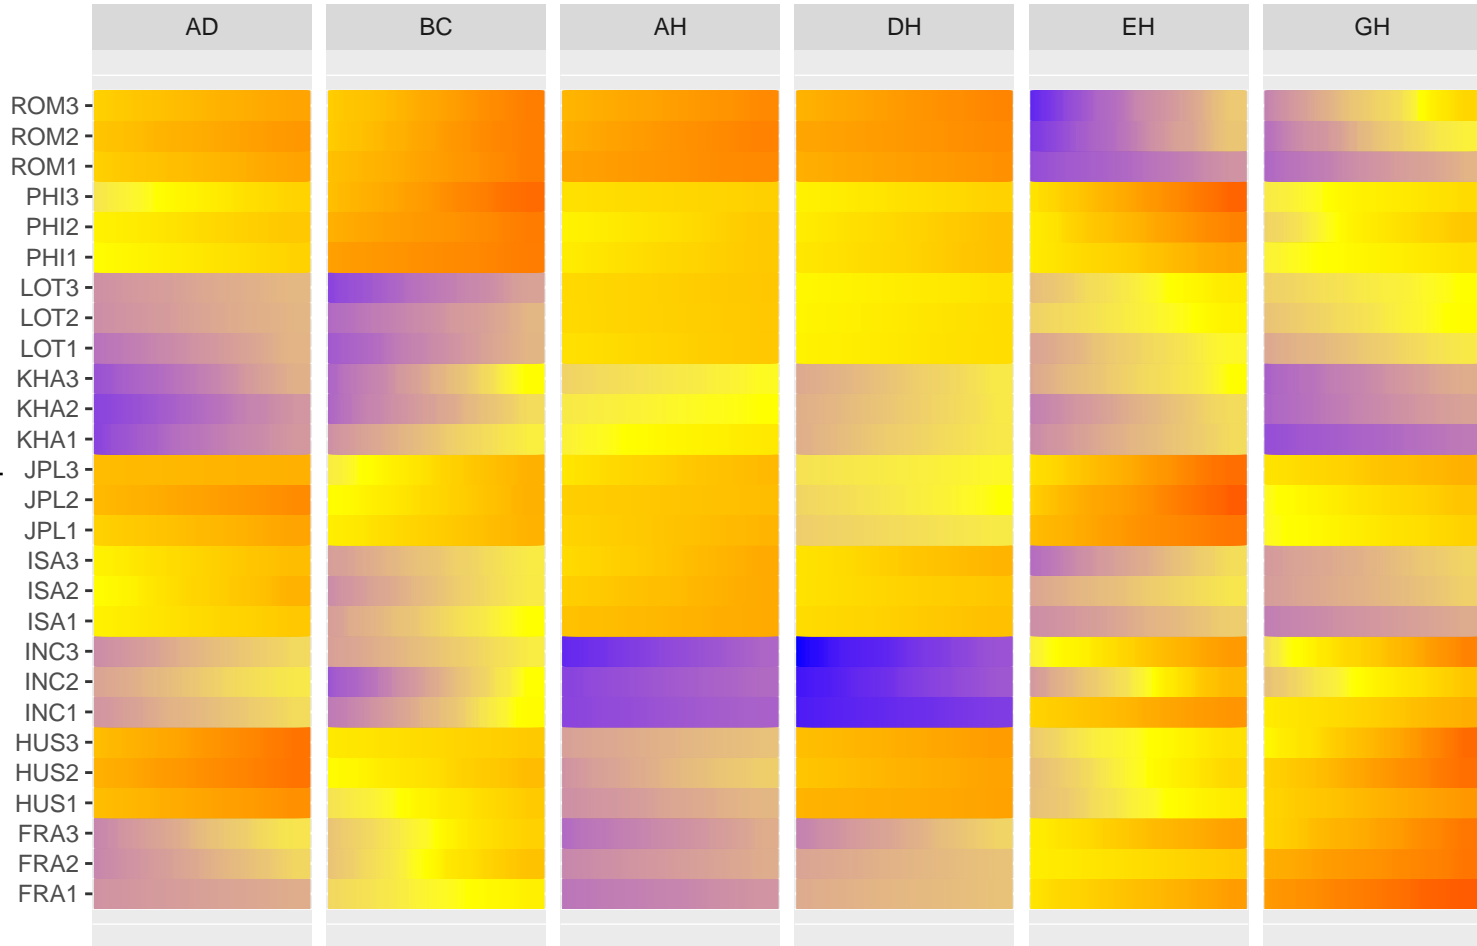 AD BC AH DH EH GH
ROM3
ROM2
ROM1
PHI3
PHI2
PHI1
LOT3
LOT2
LOT1
KHA3
KHA2
KHA1
JPL3
JPL2
JPL1
ISA3
ISA2
ISA1
INC3
INC2
INC1
HUS3
HUS2
HUS1
FRA3
FRA2
FRA1